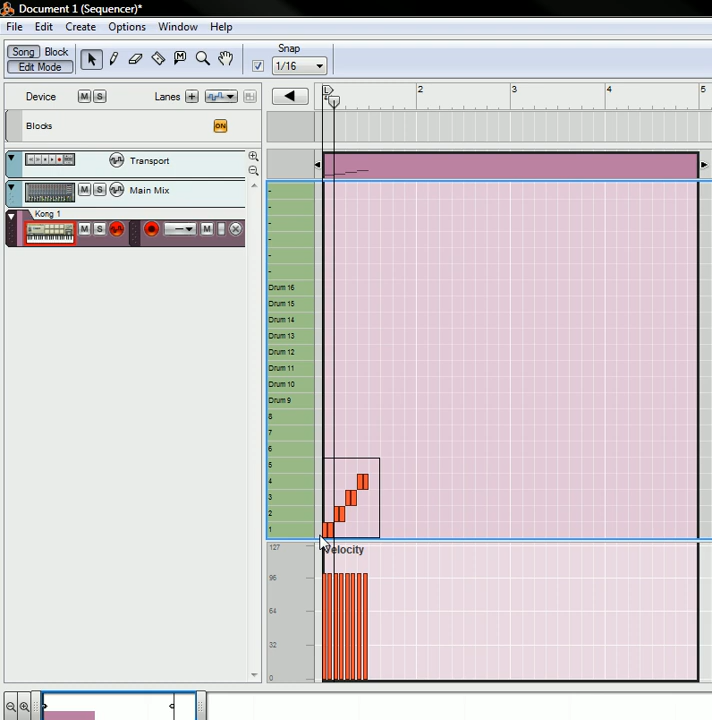 Document 1 (Sequencer)*
File Edit Create Options Window Help
Song Block
Edit Mode
Snap
1/16
Device M S Lanes +
L 2 3 4 5
Blocks ON
Transport
M S Main Mix
Kong 1
M S M
-
-
-
-
-
-
Drum 16
Drum 15
Drum 14
Drum 13
Drum 12
Drum 11
Drum 10
Drum 9
8
7
6
5
4
3
2
1
127 Velocity
96
64
32
0